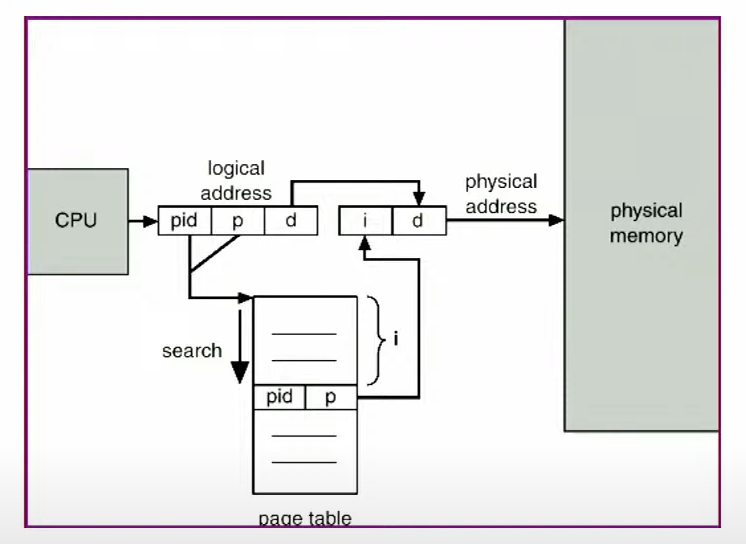 logical
address
physical
address
CPU
pid p d
i d
physical
memory
search
i
pid p
page table